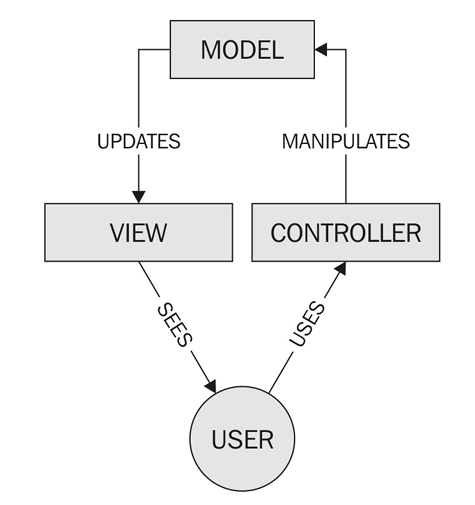 MODEL
UPDATES
MANIPULATES
VIEW
CONTROLLER
SEES
USES
USER